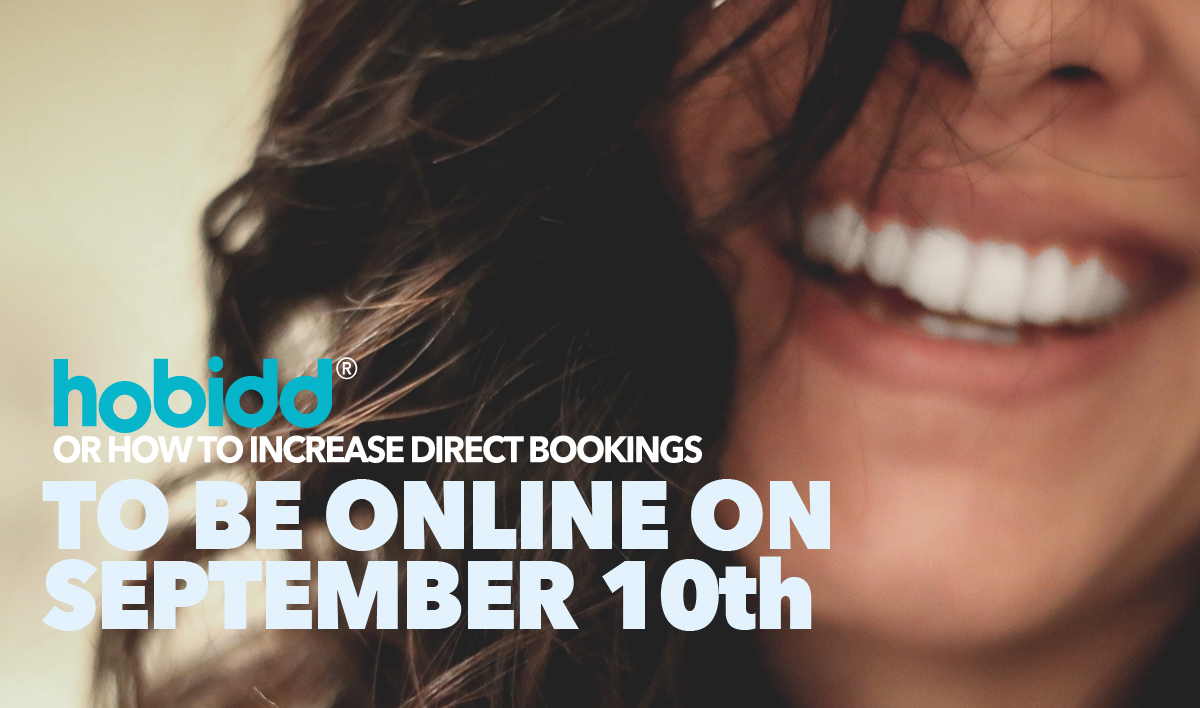 hobidd®
OR HOW TO INCREASE DIRECT BOOKINGS
TO BE ONLINE ON
SEPTEMBER 10th